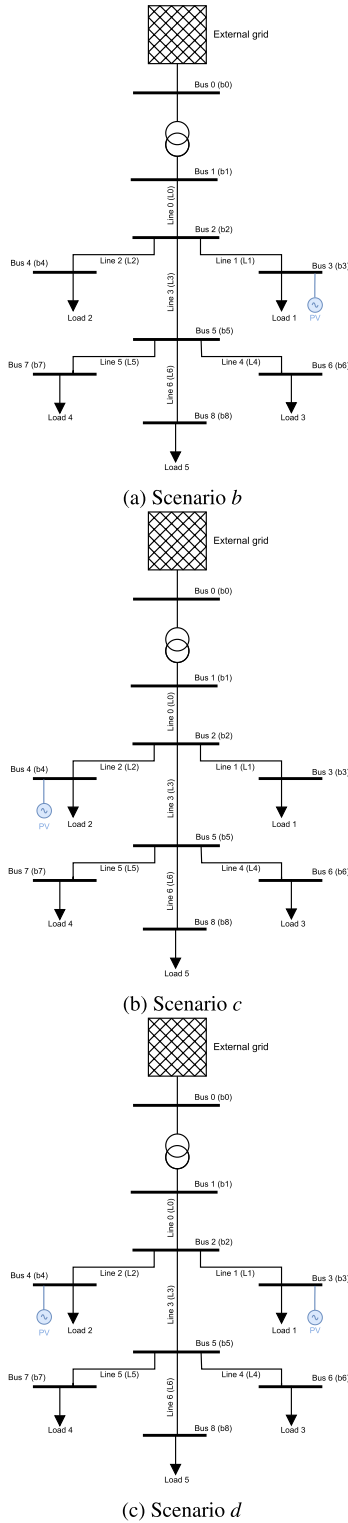 External grid
Bus 0 (b0)
Bus 1 (b1)
Line 0 (L0)
Bus 2 (b2)
Bus 4 (b4)
Line 2 (L2)
Line 1 (L1)
Bus 3 (b3)
Line 3 (L3)
Load 2
Load 1
PV
Bus 5 (b5)
Bus 7 (b7)
Line 5 (L5)
Line 4 (L4)
Bus 6 (b6)
Line 6 (L6)
Load 4
Bus 8 (b8)
Load 3
Load 5
(a) Scenario b
External grid
Bus 0 (b0)
Bus 1 (b1)
Line 0 (L0)
Bus 2 (b2)
Bus 4 (b4)
Line 2 (L2)
Line 1 (L1)
Bus 3 (b3)
Line 3 (L3)
PV
Load 2
Load 1
Bus 5 (b5)
Bus 7 (b7)
Line 5 (L5)
Line 4 (L4)
Bus 6 (b6)
Line 6 (L6)
Load 4
Bus 8 (b8)
Load 3
Load 5
(b) Scenario c
External grid
Bus 0 (b0)
Bus 1 (b1)
Line 0 (L0)
Bus 2 (b2)
Bus 4 (b4)
Line 2 (L2)
Line 1 (L1)
Bus 3 (b3)
Line 3 (L3)
PV
Load 2
Load 1
PV
Bus 5 (b5)
Bus 7 (b7)
Line 5 (L5)
Line 4 (L4)
Bus 6 (b6)
Line 6 (L6)
Load 4
Bus 8 (b8)
Load 3
Load 5
(c) Scenario d